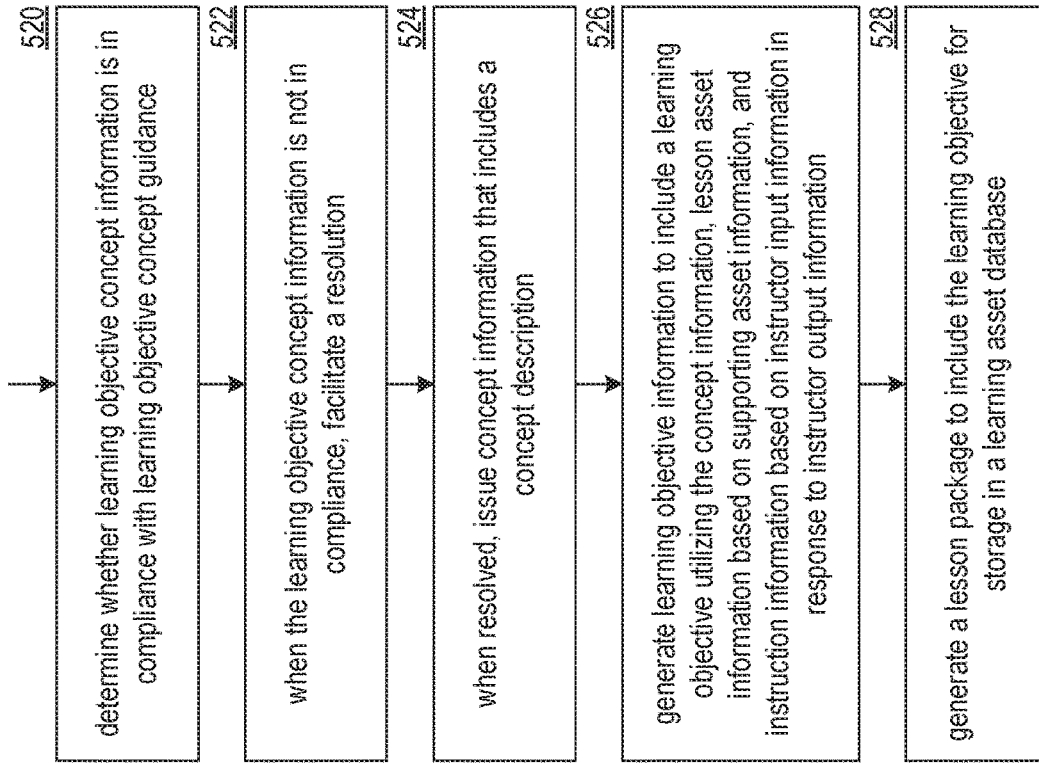 520
determine whether learning objective concept information is in
compliance with learning objective concept guidance
522
when the learning objective concept information is not in
compliance, facilitate a resolution
524
when resolved, issue concept information that includes a
concept description
526
generate learning objective information to include a learning
objective utilizing the concept information, lesson asset
information based on supporting asset information, and
instruction information based on instructor input information in
response to instructor output information
528
generate a lesson package to include the learning objective for
storage in a learning asset database